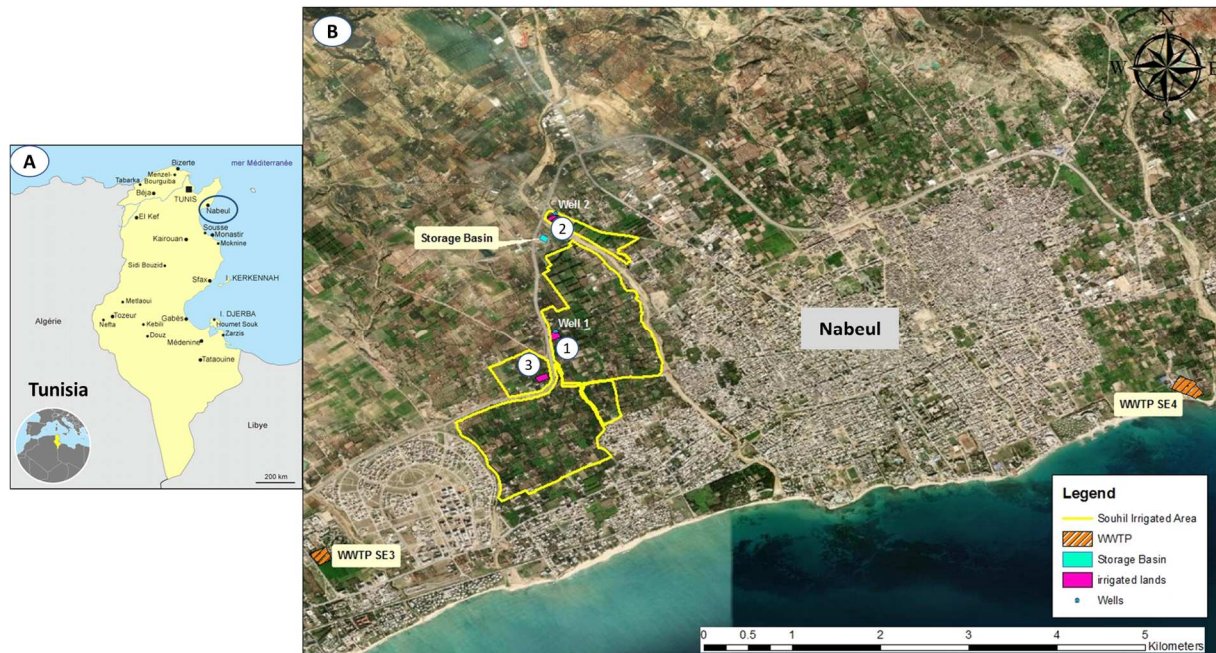 A
mer Méditerranée
Bizerte
Menzel-
Bourguiba
Tabarka
Béja
TUNIS
Nabeul
El Kef
Sousse
Monastir
Kairouan
Moknine
Sidi Bouzid
Sfax
I. KERKENNAH
Metlaoui
Algérie
Tozeur
Gabès
I. DJERBA
Nefta
Kebili
Houmet Souk
Douz
Zarzis
Médenine
Tataouine
Tunisia
Libye
200 km
B
N
W
E
S
Well 2
2
Storage Basin
Well 1
1
3
Nabeul
WWTP SE4
WWTP SE3
Legend
Souhil Irrigated Area
WWTP
Storage Basin
irrigated lands
Wells
0 0.5 1 2 3 4 5
Kilometers